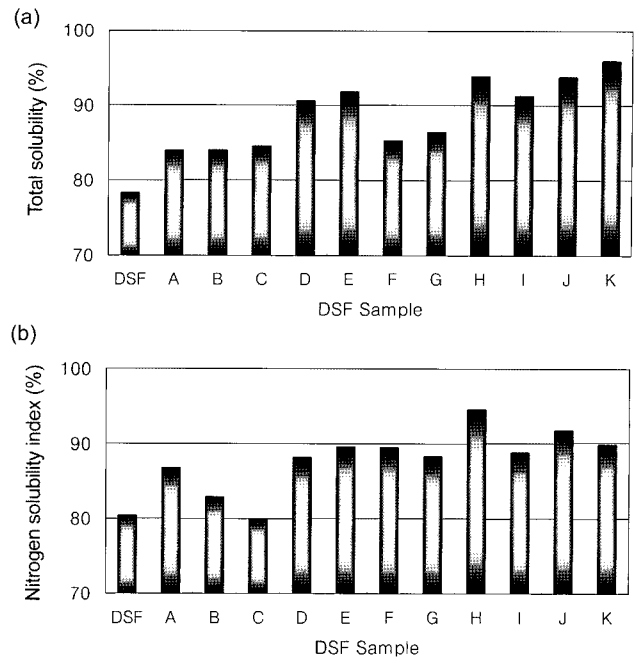 (a)
Total solubility (%)
100
90
80
70
DSF A B C D E F G H I J K
DSF Sample
(b)
Nitrogen solubility index (%)
100
90
80
70
DSF A B C D E F G H I J K
DSF Sample